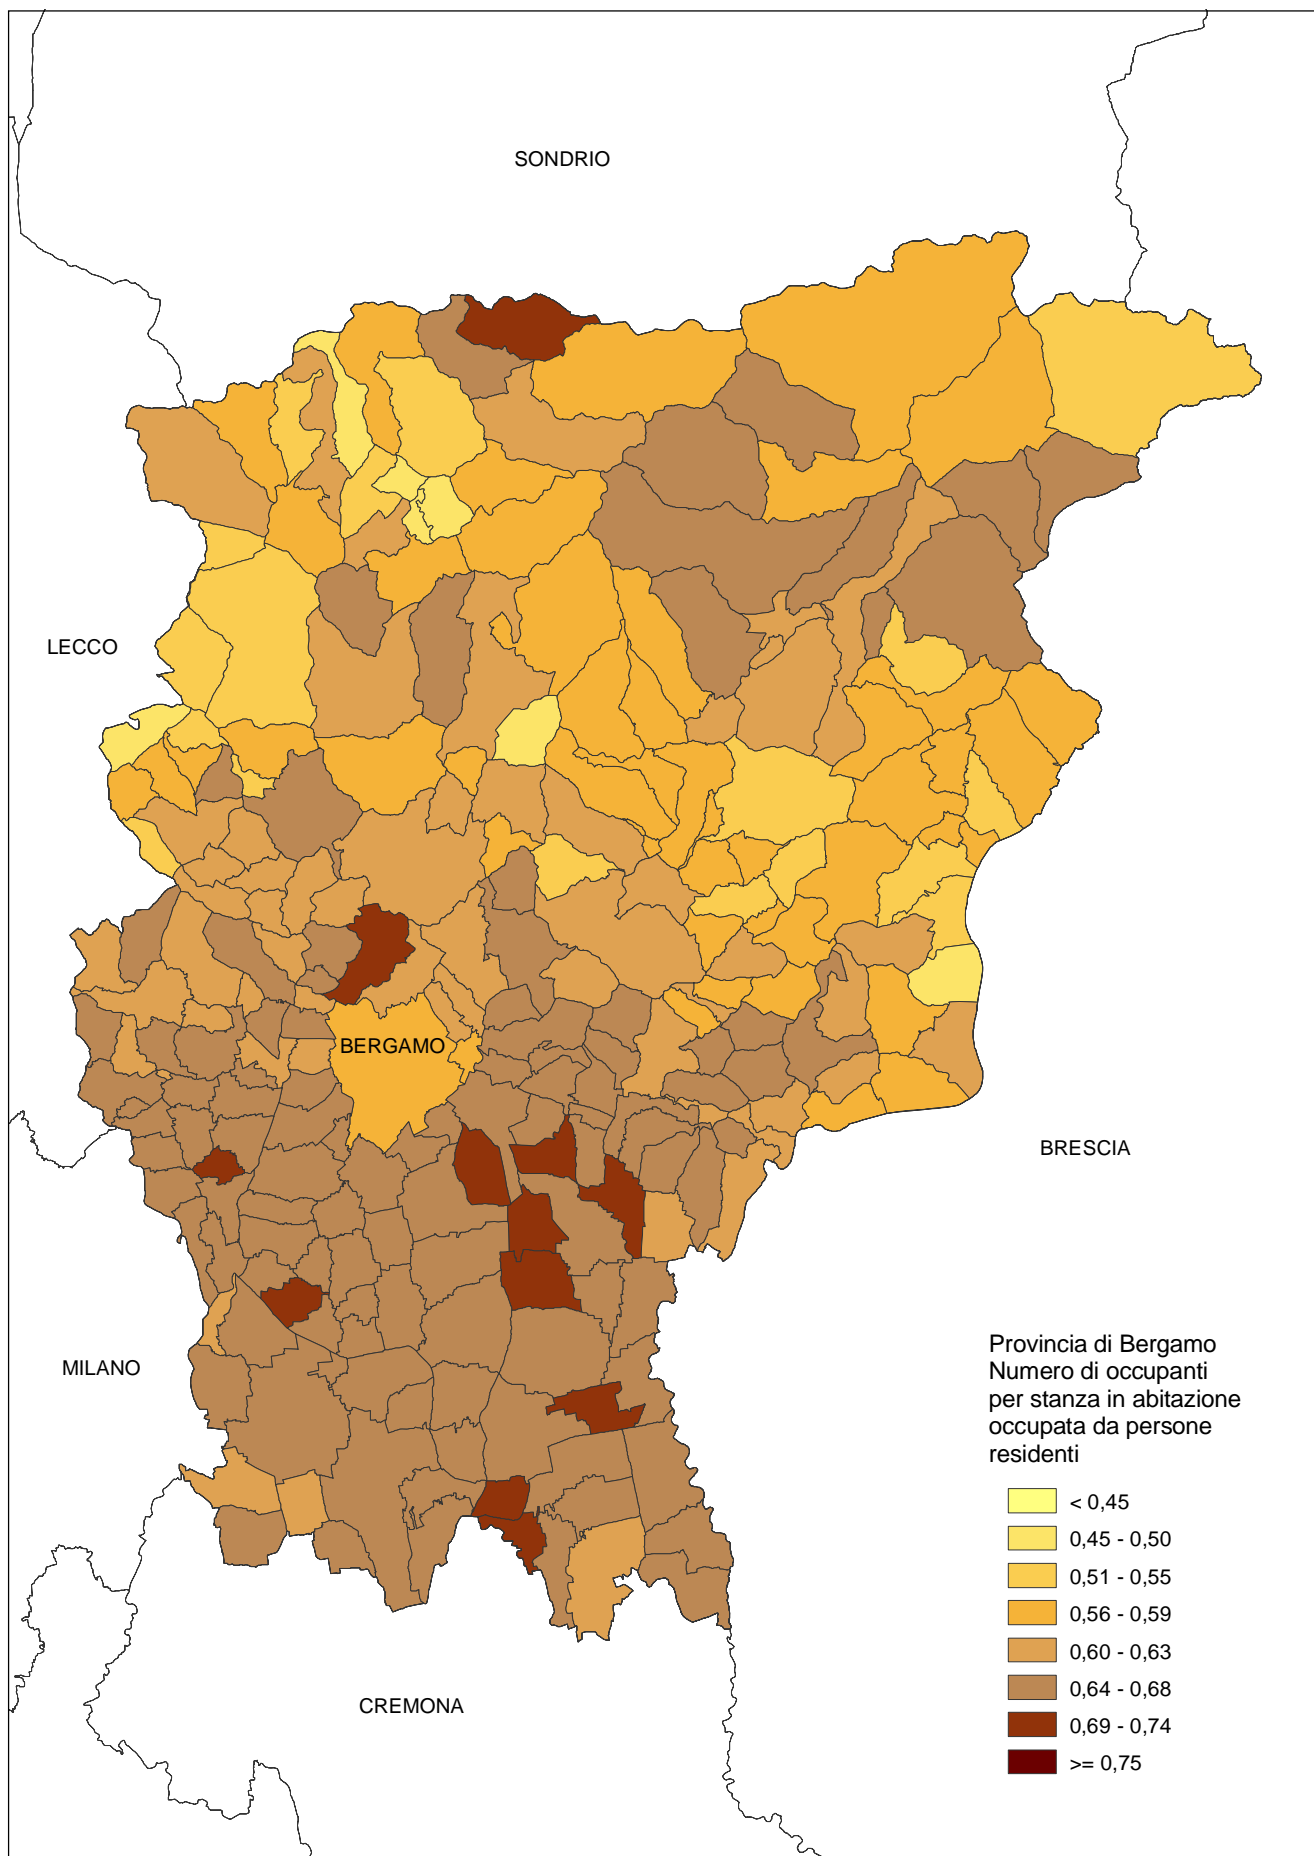 SONDRIO
LECCO
BERGAMO
BRESCIA
MILANO
Provincia di Bergamo
Numero di occupanti
per stanza in abitazione
occupata da persone
residenti
< 0,45
0,45 - 0,50
0,51 - 0,55
0,56 - 0,59
0,60 - 0,63
0,64 - 0,68
0,69 - 0,74
>= 0,75
CREMONA